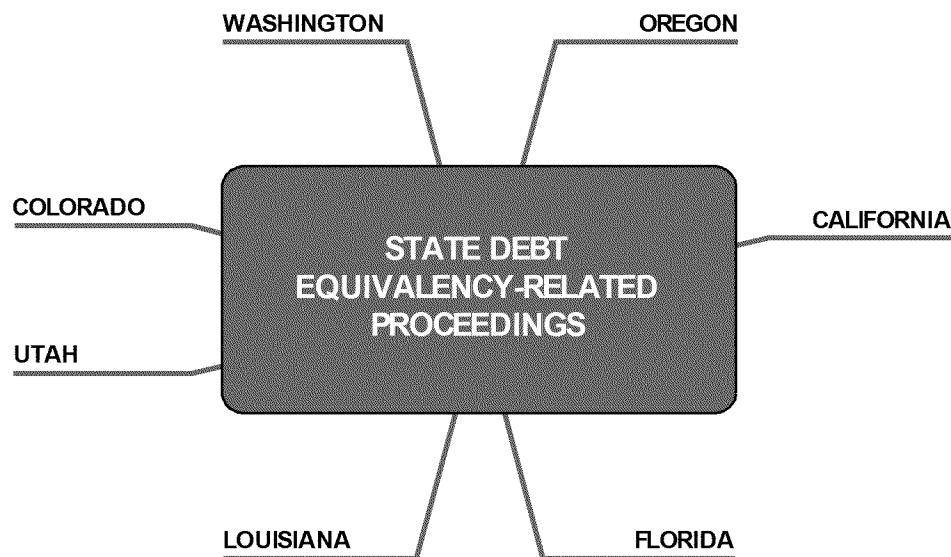 WASHINGTON
OREGON
COLORADO
CALIFORNIA
STATE DEBT
EQUIVALENCY-RELATED
PROCEEDINGS
UTAH
LOUISIANA
FLORIDA